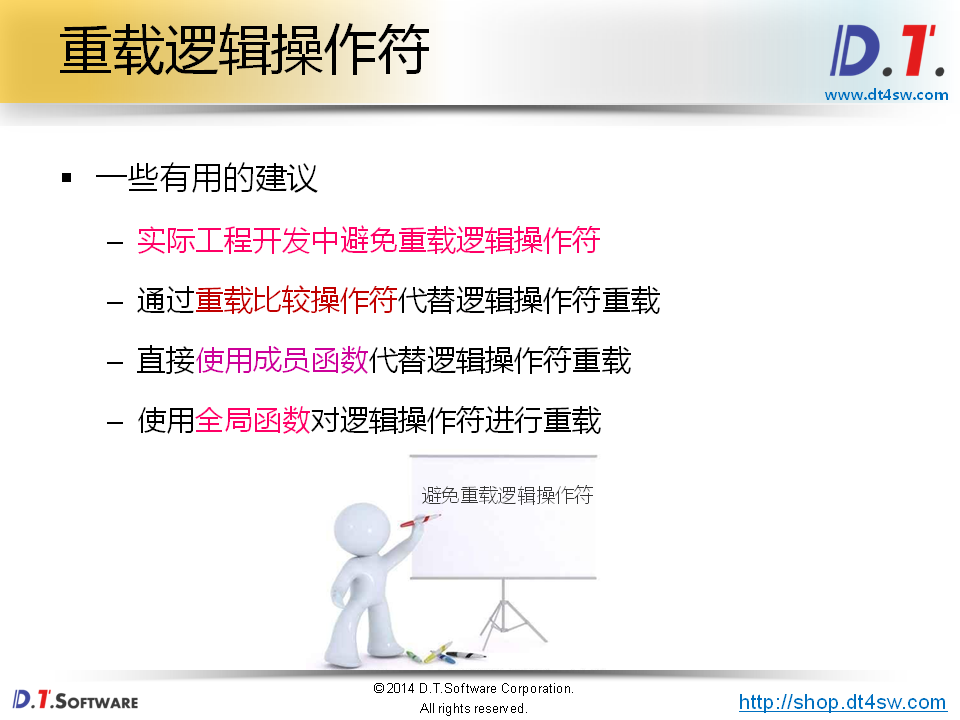 重载逻辑操作符
D.T.
www.dt4sw.com
▪ 一些有用的建议
– 实际工程开发中避免重载逻辑操作符
– 通过重载比较操作符代替逻辑操作符重载
– 直接使用成员函数代替逻辑操作符重载
– 使用全局函数对逻辑操作符进行重载
避免重载逻辑操作符
D.T.SOFTWARE
©2014 D.T.Software Corporation.
All rights reserved.
http://shop.dt4sw.com